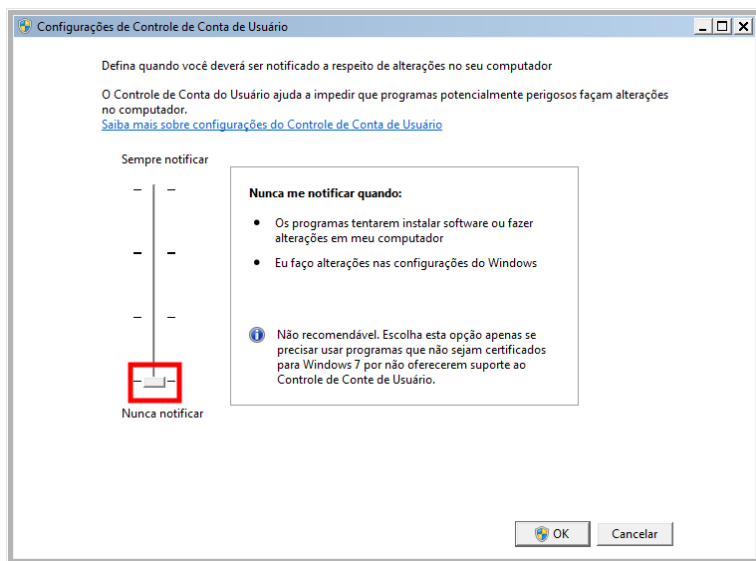 Configurações de Controle de Conta de Usuário
Defina quando você deverá ser notificado a respeito de alterações no seu computador
O Controle de Conta do Usuário ajuda a impedir que programas potencialmente perigosos façam alterações
no computador.
Saiba mais sobre configurações do Controle de Conta de Usuário
Sempre notificar
Nunca me notificar quando:
Os programas tentarem instalar software ou fazer
alterações em meu computador
Eu faço alterações nas configurações do Windows
Não recomendável. Escolha esta opção apenas se
precisar usar programas que não sejam certificados
para Windows 7 por não oferecerem suporte ao
Controle de Conte de Usuário.
Nunca notificar
OK
Cancelar